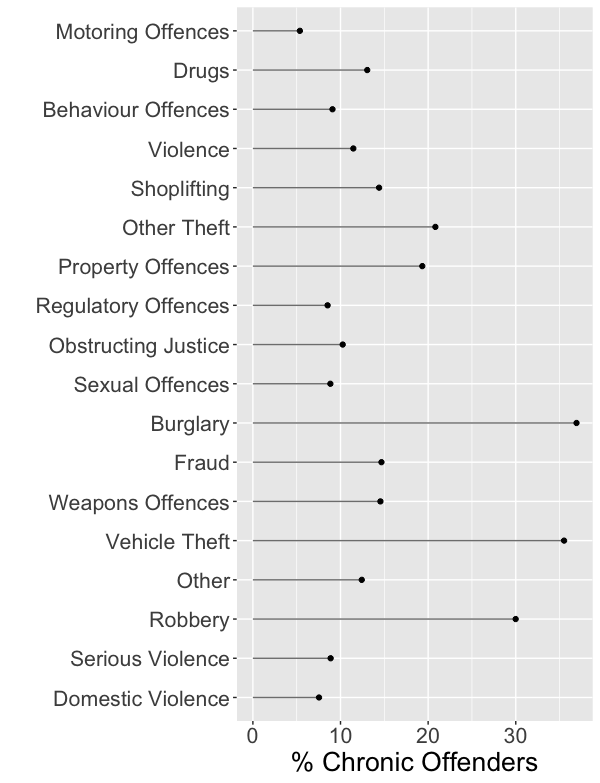 Motoring Offences
Drugs
Behaviour Offences
Violence
Shoplifting
Other Theft
Property Offences
Regulatory Offences
Obstructing Justice
Sexual Offences
Burglary
Fraud
Weapons Offences
Vehicle Theft
Other
Robbery
Serious Violence
Domestic Violence
0 10 20 30
% Chronic Offenders